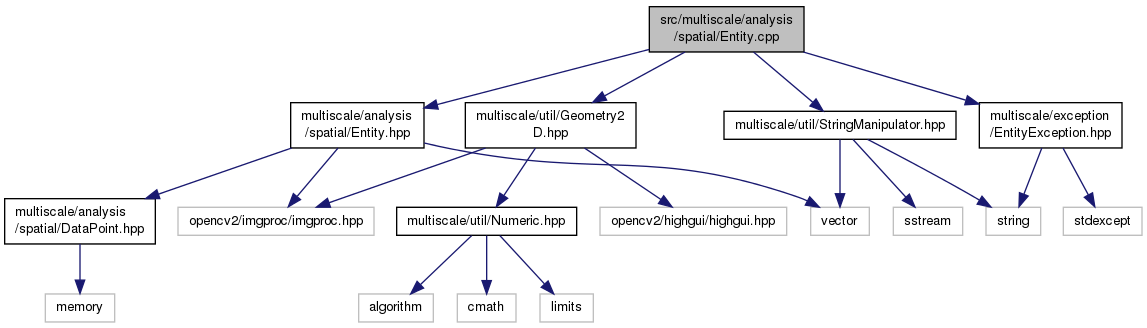 src/multiscale/analysis
/spatial/Entity.cpp
multiscale/analysis
/spatial/Entity.hpp
multiscale/util/Geometry2
D.hpp
multiscale/util/StringManipulator.hpp
multiscale/exception
/EntityException.hpp
multiscale/analysis
/spatial/DataPoint.hpp
opencv2/imgproc/imgproc.hpp
multiscale/util/Numeric.hpp
opencv2/highgui/highgui.hpp
vector
sstream
string
stdexcept
memory
algorithm
cmath
limits